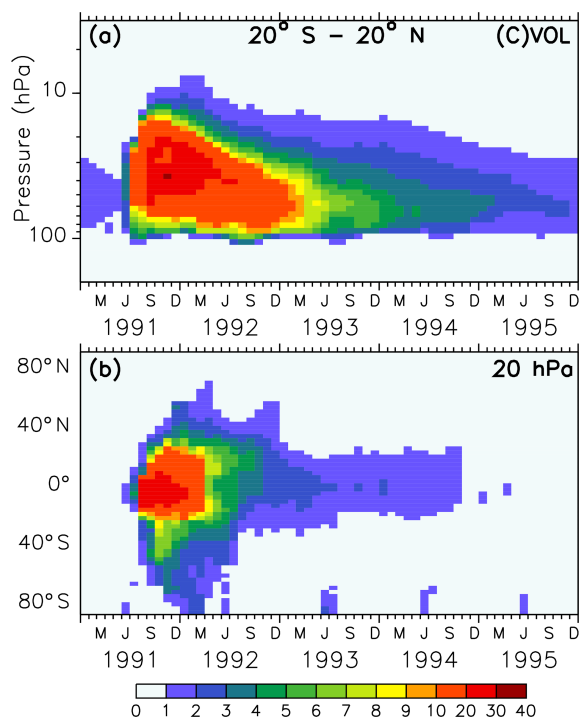 (a) 20° S – 20° N (C)VOL
Pressure (hPa)
10
100
M J S D M J S D M J S D M J S D M J S D
1991 1992 1993 1994 1995
(b) 20 hPa
80°N
40°N
0°
40°S
80°S
M J S D M J S D M J S D M J S D M J S D
1991 1992 1993 1994 1995
0 1 2 3 4 5 6 7 8 9 10 20 30 40